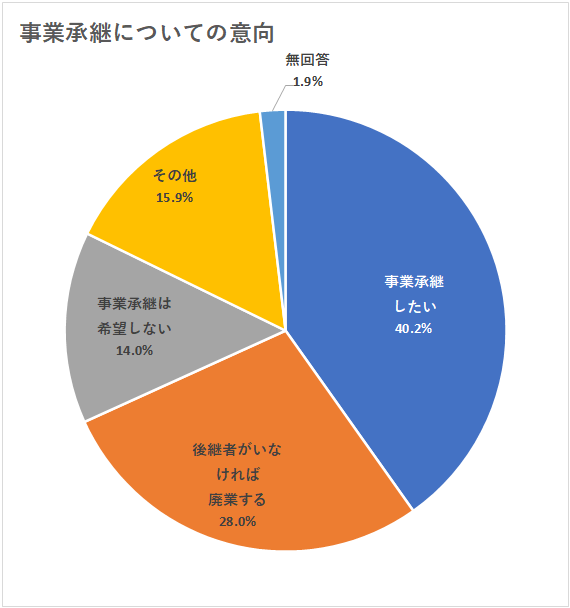 事業承継についての意向
無回答
1.9%
事業承継
したい
40.2%
後継者がいな
ければ
廃業する
28.0%
事業承継は
希望しない
14.0%
その他
15.9%